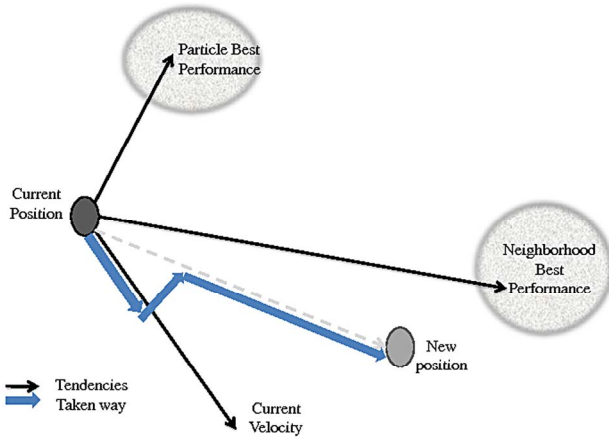 Particle Best
Performance
Current
Position
Neighborhood
Best
Performance
New
position
Tendencies
Taken way
Current
Velocity